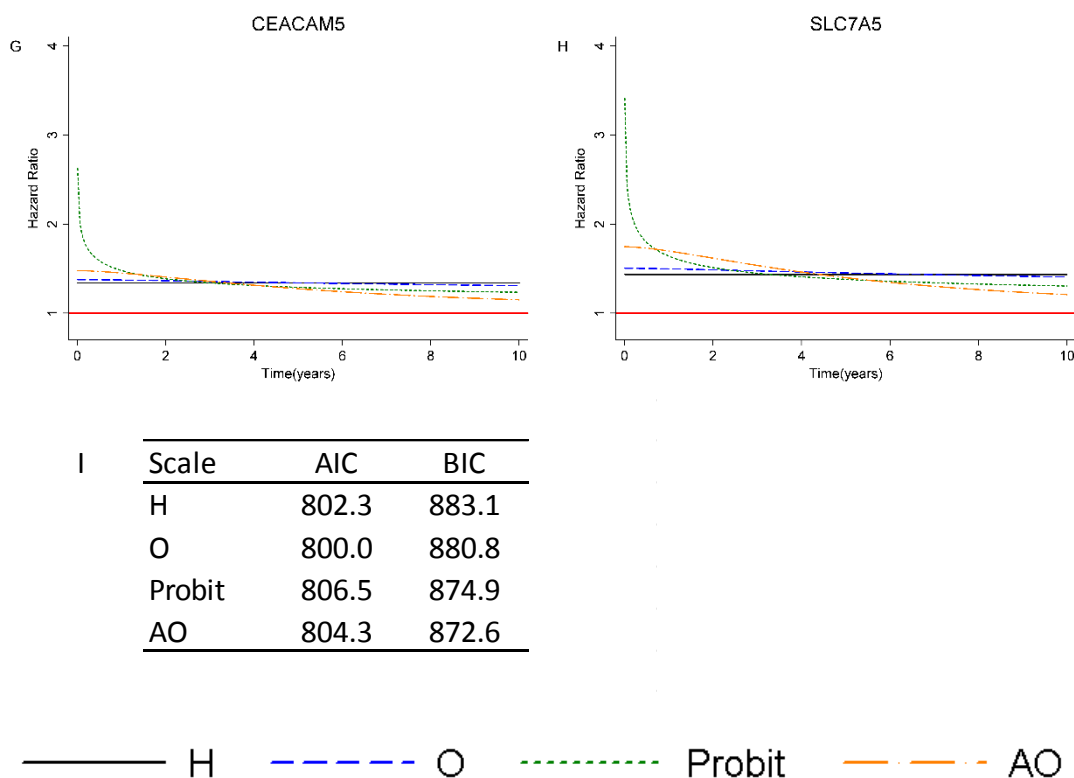 CEACAM5
G
4
3
2
1
Hazard Ratio
0 2 4 6 8 10
Time(years)
SLC7A5
H
4
3
2
1
Hazard Ratio
0 2 4 6 8 10
Time(years)
I Scale AIC BIC
H 802.3 883.1
O 800.0 880.8
Probit 806.5 874.9
AO 804.3 872.6
H O Probit AO